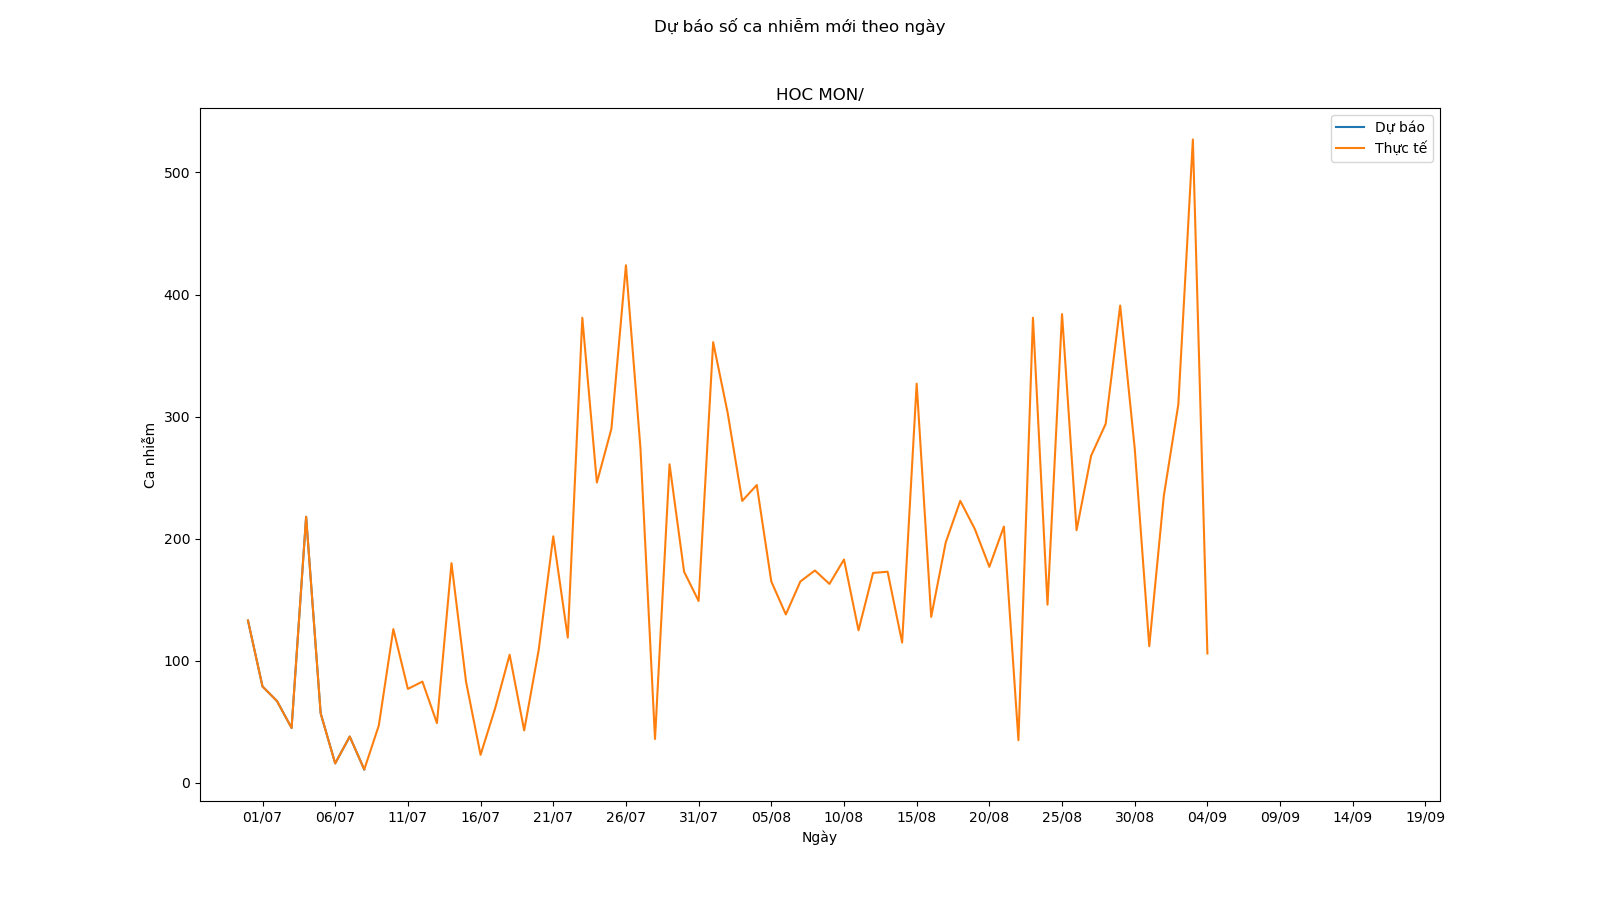 Dự báo số ca nhiễm mới theo ngày
HOC MON/
Dự báo
Thực tế
500
400
300
200
100
0
Ca nhiễm
01/07 06/07 11/07 16/07 21/07 26/07 31/07 05/08 10/08 15/08 20/08 25/08 30/08 04/09 09/09 14/09 19/09
Ngày